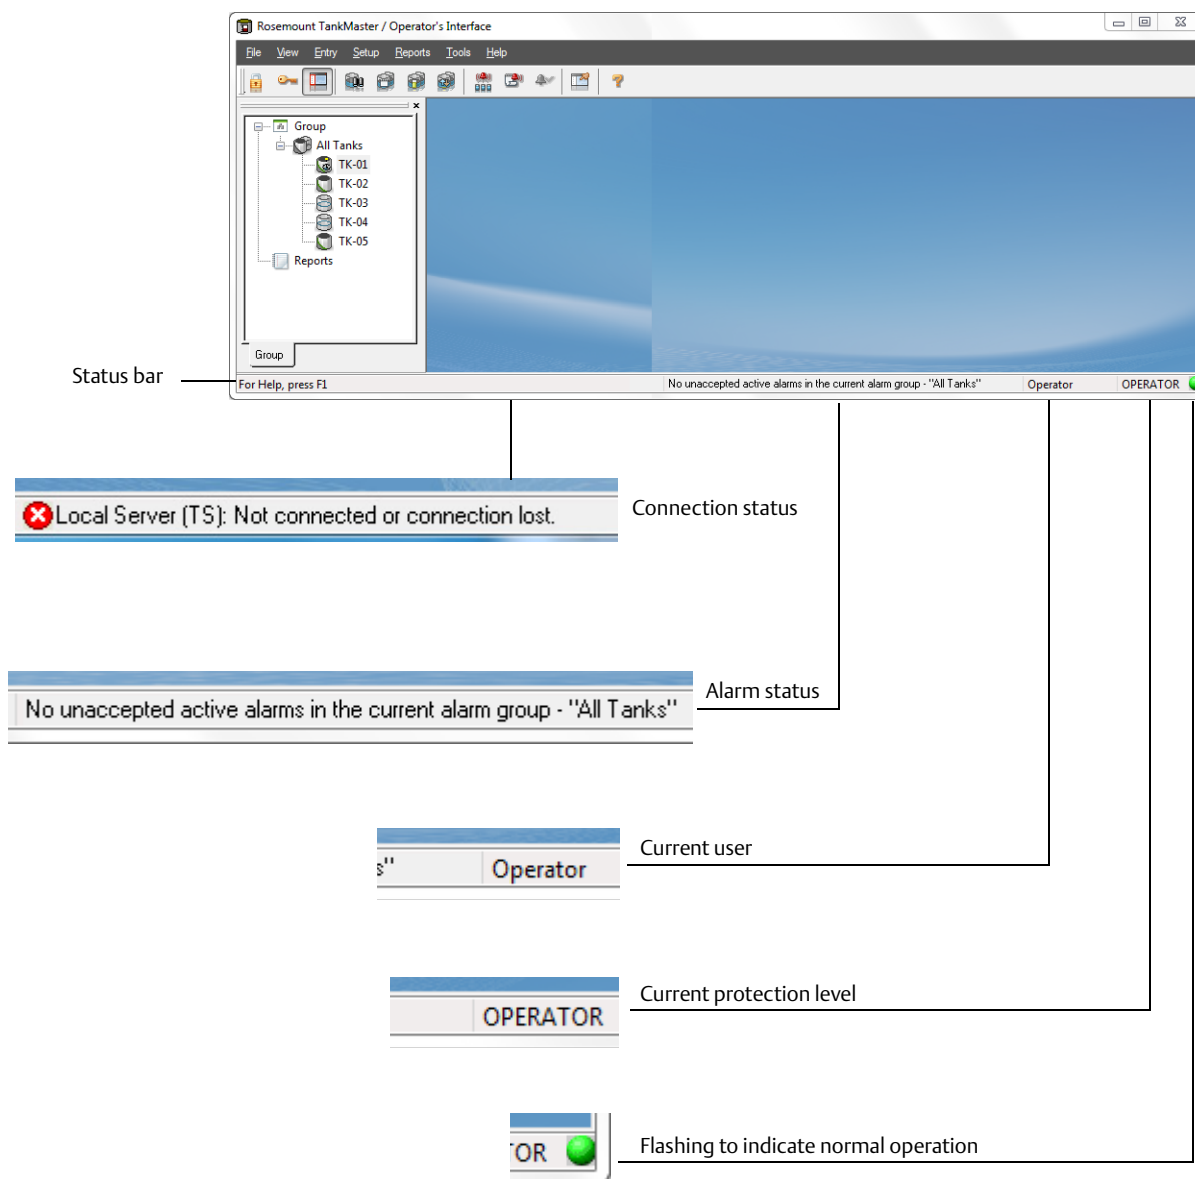 Rosemount TankMaster / Operator's Interface
File View Entry Setup Reports Tools Help
Group
All Tanks
TK-01
TK-02
TK-03
TK-04
TK-05
Reports
Group
Status bar
For Help, press F1
No unaccepted active alarms in the current alarm group - "All Tanks"
Operator
OPERATOR
Local Server (TS): Not connected or connection lost.
Connection status
No unaccepted active alarms in the current alarm group - "All Tanks"
Alarm status
s" Operator
Current user
OPERATOR
Current protection level
TOR
Flashing to indicate normal operation